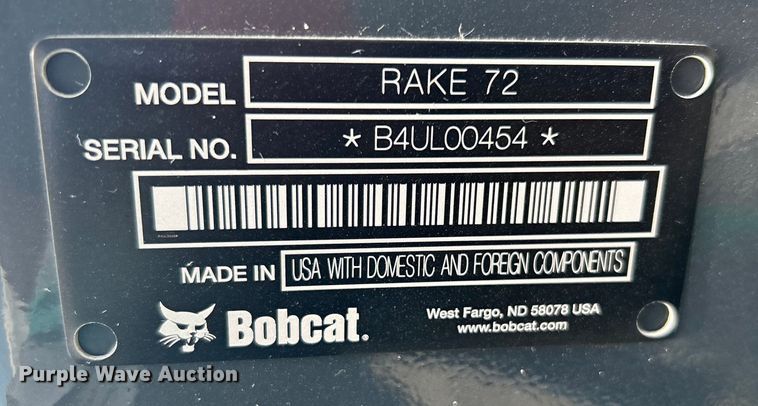 MODEL RAKE 72
SERIAL NO. * B4UL00454 *
MADE IN USA WITH DOMESTIC AND FOREIGN COMPONENTS
Bobcat.
West Fargo, ND 58078 USA
www.bobcat.com
Purple Wave Auction